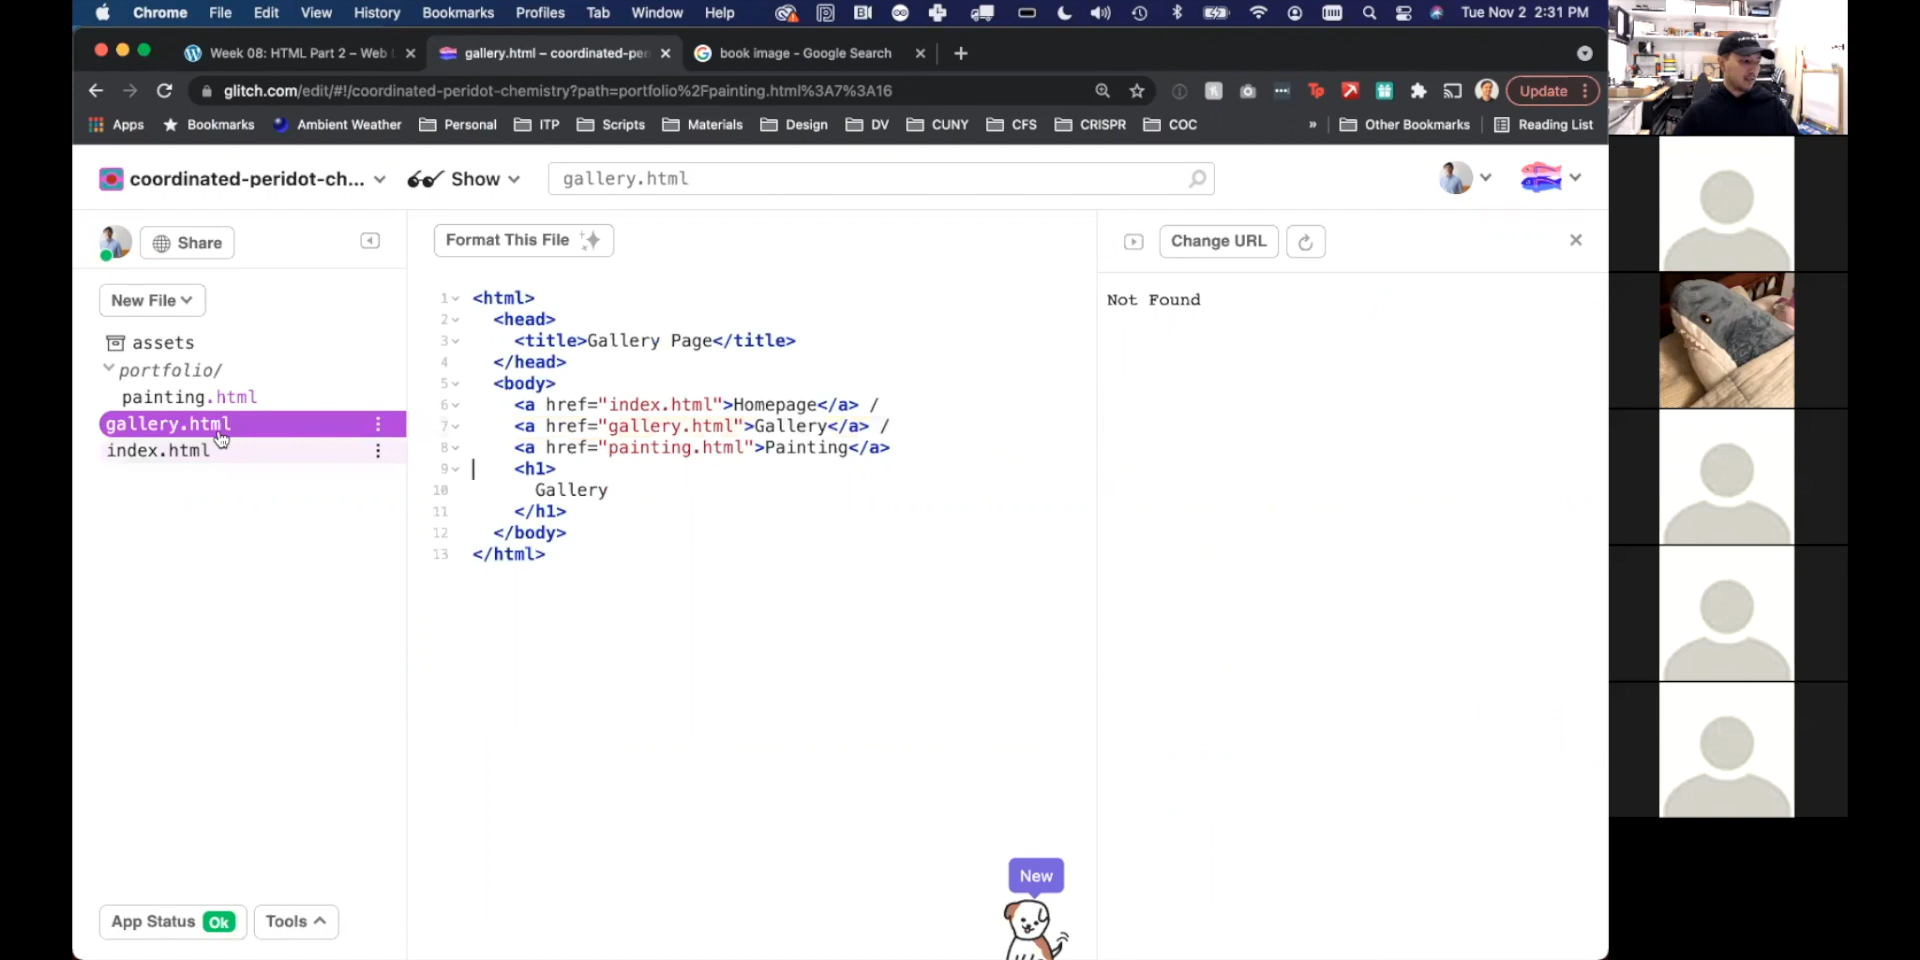 Chrome File Edit View History Bookmarks Profiles Tab Window Help Tue Nov 2 2:31 PM
Week 08: HTML Part 2 – Web gallery.html – coordinated-per book image - Google Search
glitch.com/edit/#!/coordinated-peridot-chemistry?path=portfolio%2Fpainting.html%3A7%3A16 Update
Apps Bookmarks Ambient Weather Personal ITP Scripts Materials Design DV CUNY CFS CRISPR COC » Other Bookmarks Reading List
coordinated-peridot-ch... Show gallery.html
Share Format This File Change URL
New File
assets
portfolio/
painting.html
gallery.html
index.html
1 <html>
2 <head>
3 <title>Gallery Page</title>
4 </head>
5 <body>
6 <a href="index.html">Homepage</a> /
7 <a href="gallery.html">Gallery</a> /
8 <a href="painting.html">Painting</a>
9 <h1>
10 Gallery
11 </h1>
12 </body>
13 </html>
Not Found
New
App Status Ok Tools